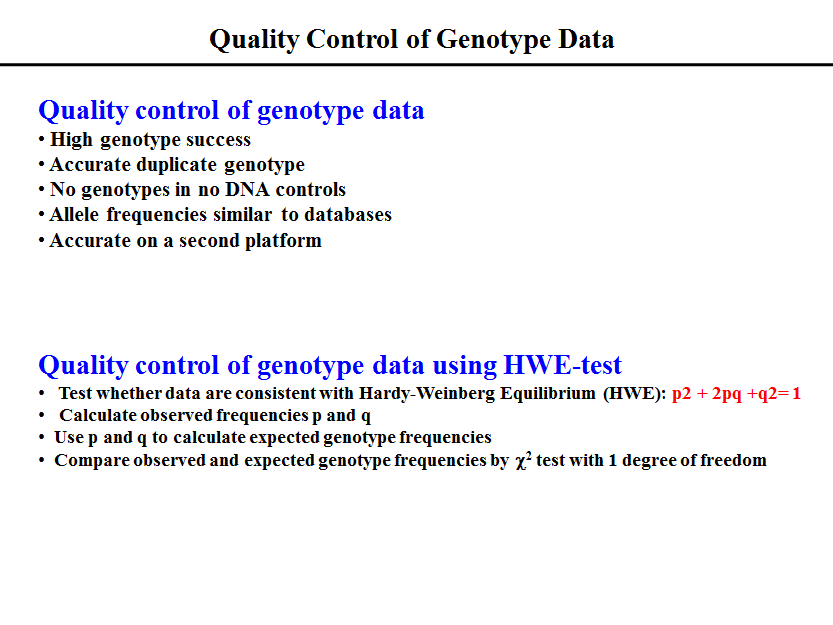 Quality Control of Genotype Data
Quality control of genotype data
• High genotype success
• Accurate duplicate genotype
• No genotypes in no DNA controls
• Allele frequencies similar to databases
• Accurate on a second platform
Quality control of genotype data using HWE-test
• Test whether data are consistent with Hardy-Weinberg Equilibrium (HWE): p2 + 2pq +q2= 1
• Calculate observed frequencies p and q
• Use p and q to calculate expected genotype frequencies
• Compare observed and expected genotype frequencies by χ² test with 1 degree of freedom